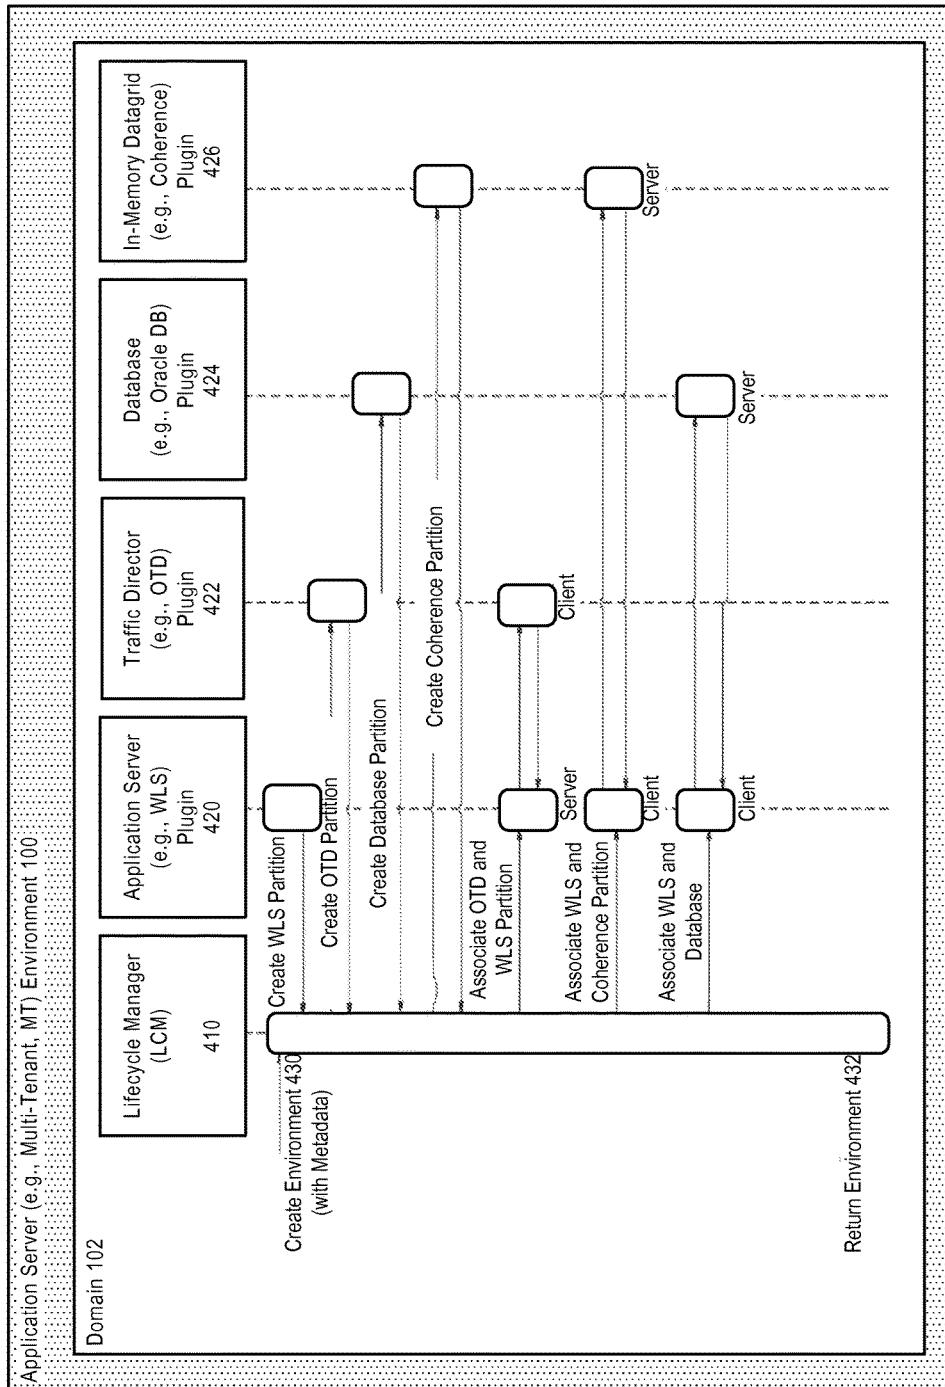 Application Server (e.g., Multi-Tenant, MT) Environment 100
Domain 102
Lifecycle Manager
(LCM)
410
Application Server
(e.g., WLS)
Plugin
420
Traffic Director
(e.g., OTD)
Plugin
422
Database
(e.g., Oracle DB)
Plugin
424
In-Memory Datagrid
(e.g., Coherence)
Plugin
426
Create Environment 430
(with Metadata)
Create WLS Partition
Create OTD Partition
Create Database Partition
Create Coherence Partition
Associate OTD and
WLS Partition
Server
Client
Associate WLS and
Coherence Partition
Client
Server
Associate WLS and
Database
Client
Server
Return Environment 432